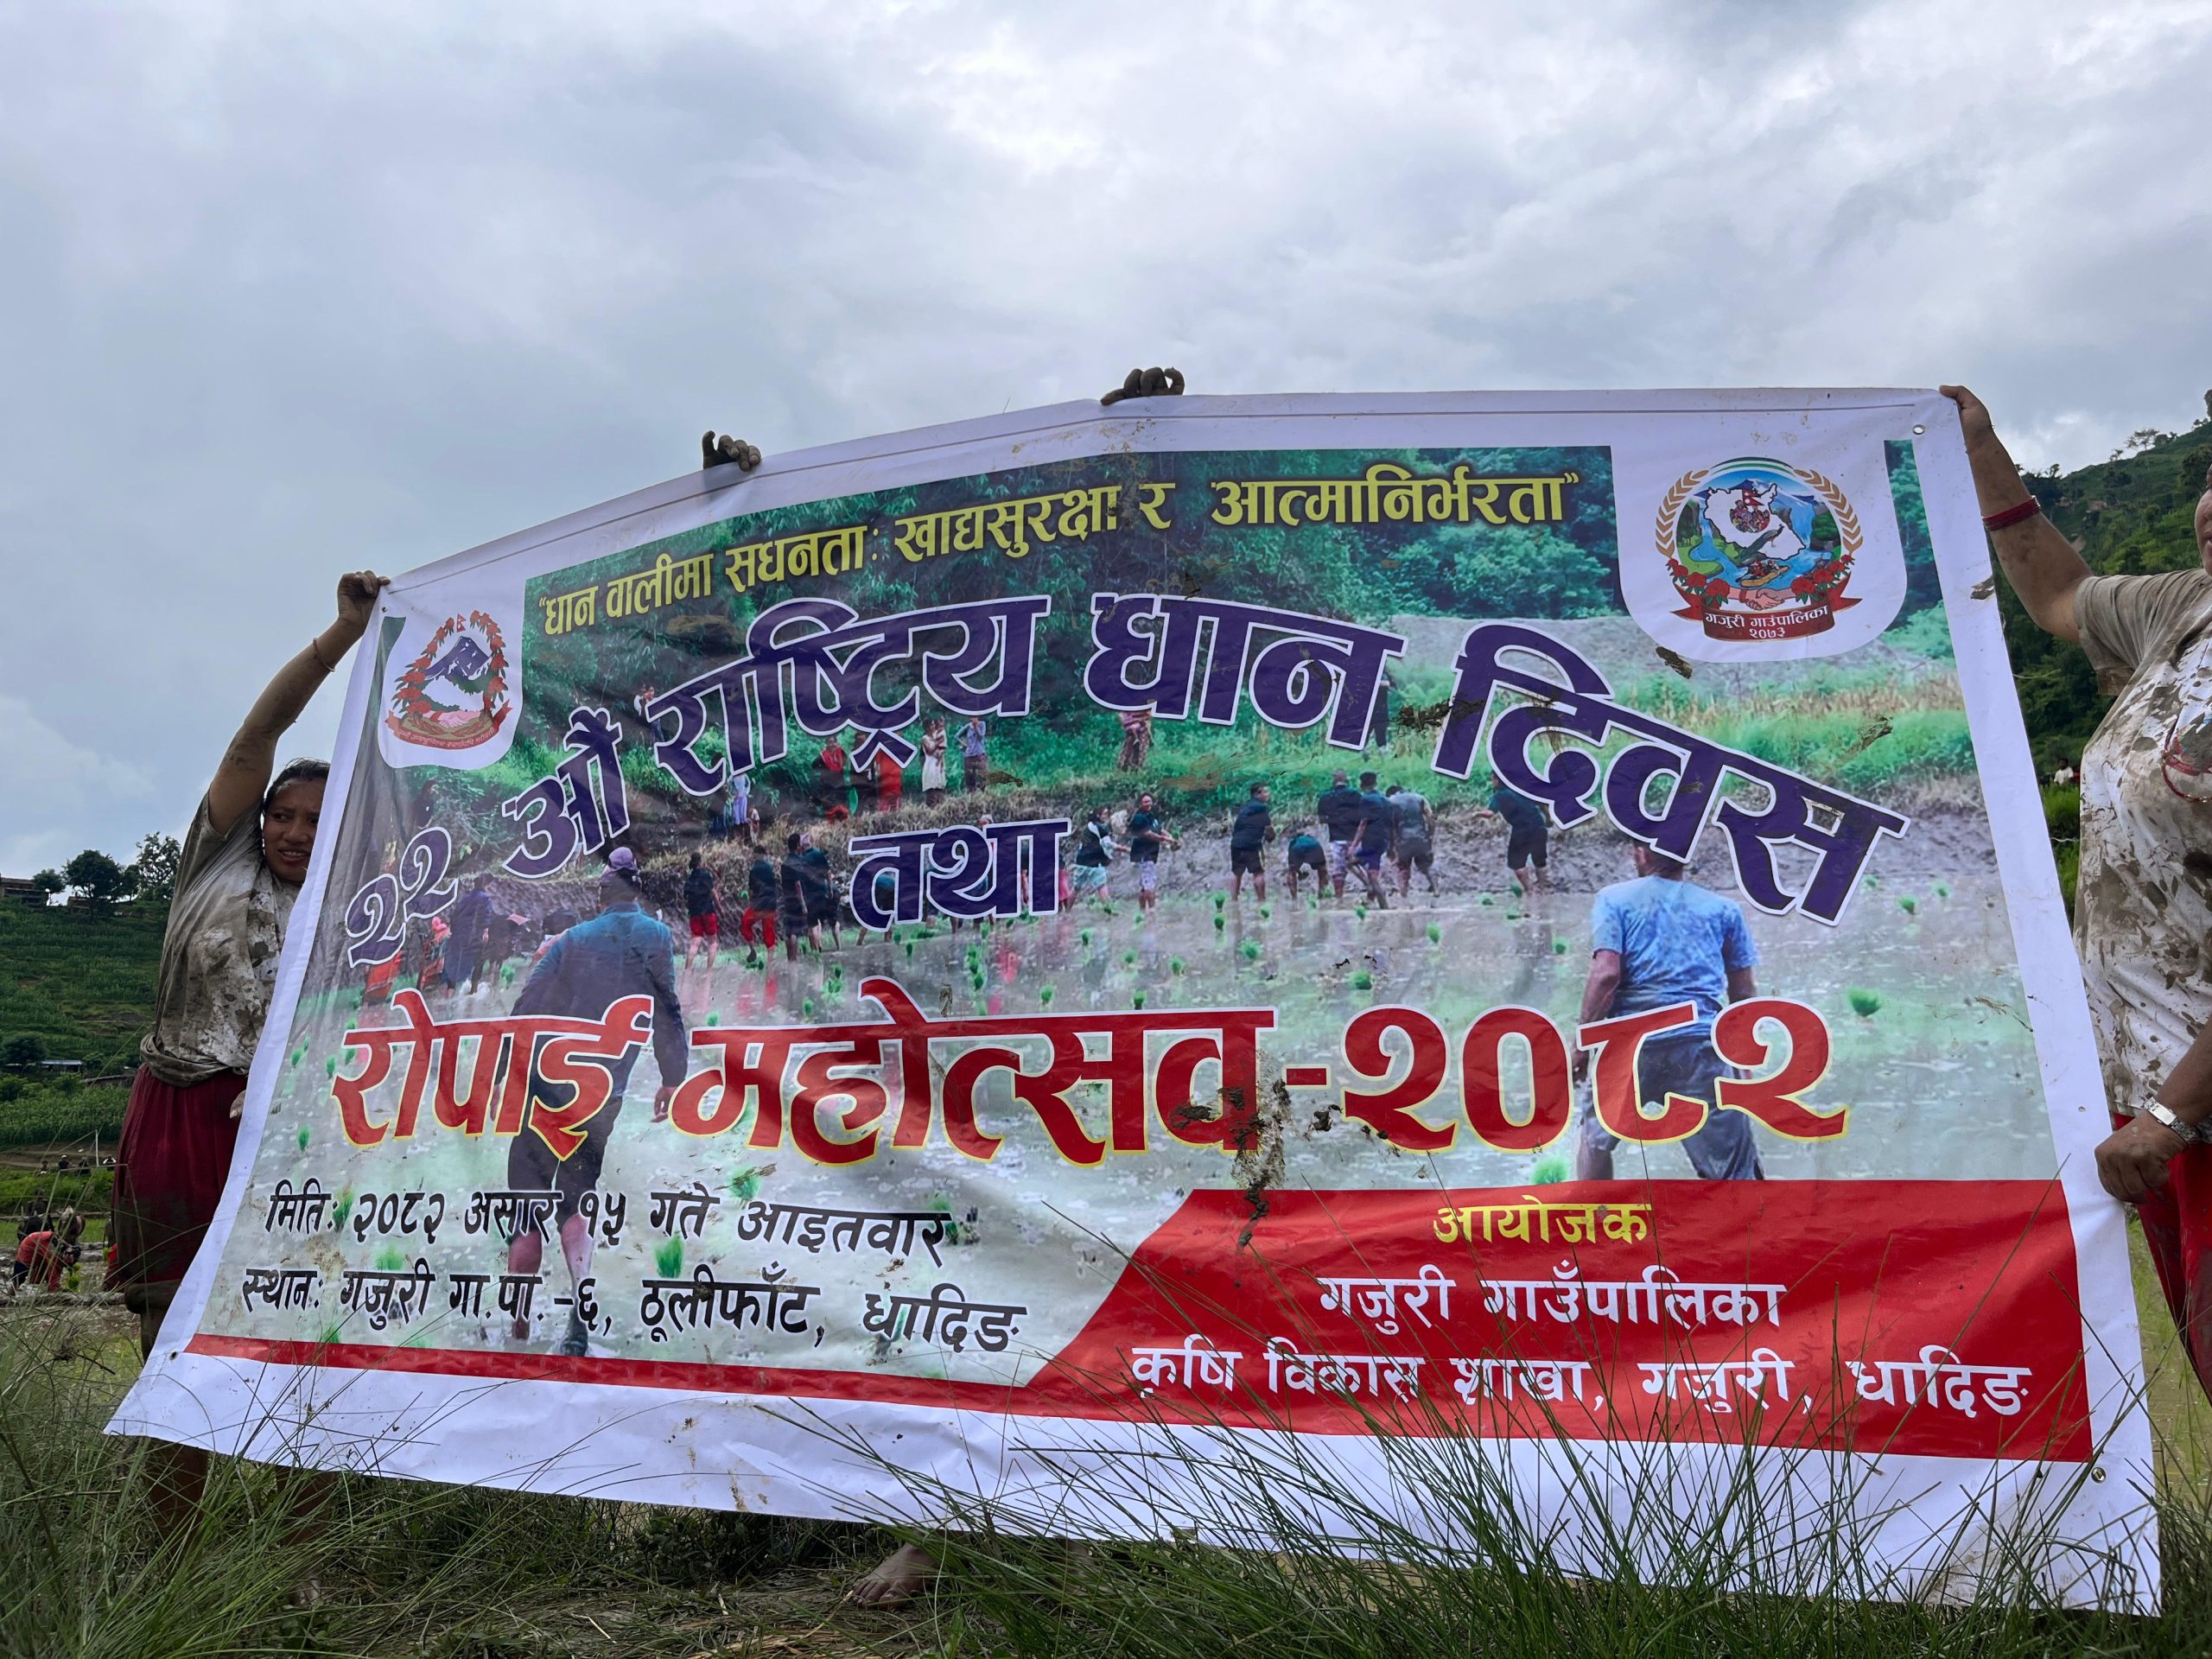 "धान वालीमा सधनता: खाद्यसुरक्षा र आत्मानिर्भरता"
२२ औं राष्ट्रिय धान दिवस
तथा
रोपाई महोत्सव-२०८२
मिति: २०८२ असार १५ गते आइतवार
स्थान: गजुरी गा.पा.-६, ठूलीफाँट, धादिङ
आयोजक
गजुरी गाउँपालिका
कृषि विकास शाखा, गजुरी, धादिङ
गजुरी गाउँपालिका
२०७३